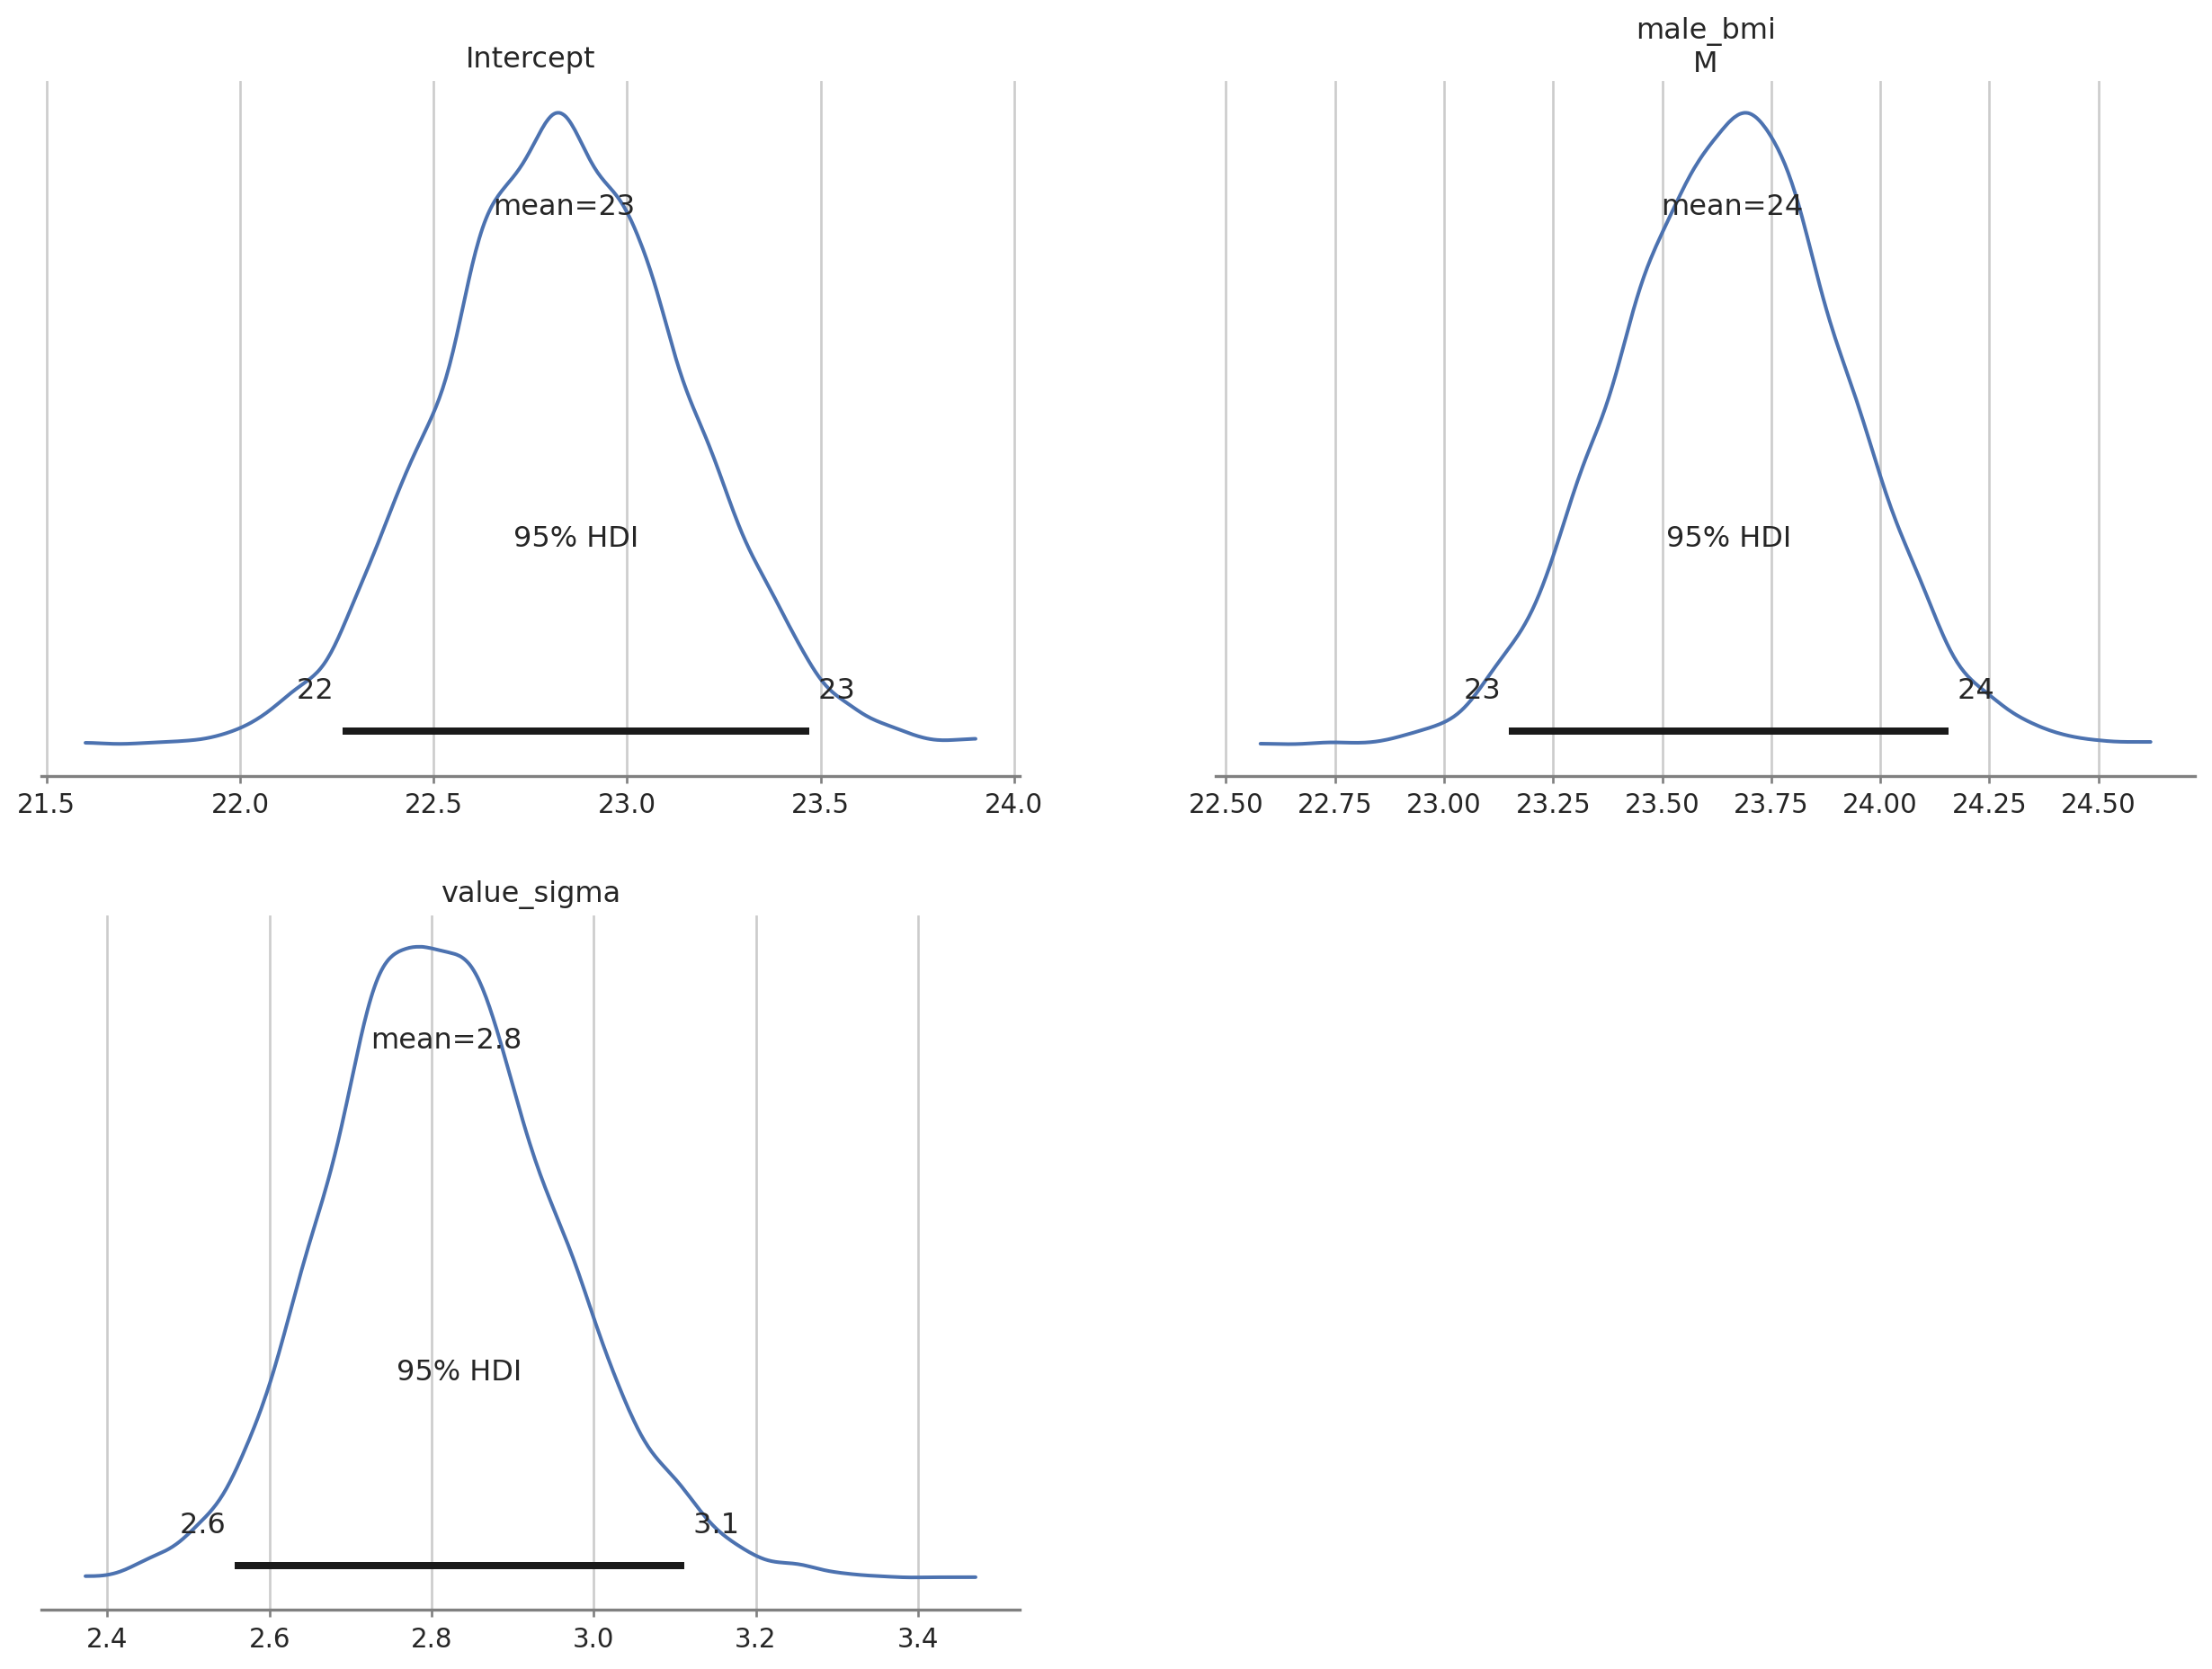 Intercept
mean=23
95% HDI
22
23
21.5 22.0 22.5 23.0 23.5 24.0
male_bmi
M
mean=24
95% HDI
23
24
22.50 22.75 23.00 23.25 23.50 23.75 24.00 24.25 24.50
value_sigma
mean=2.8
95% HDI
2.6
3.1
2.4 2.6 2.8 3.0 3.2 3.4